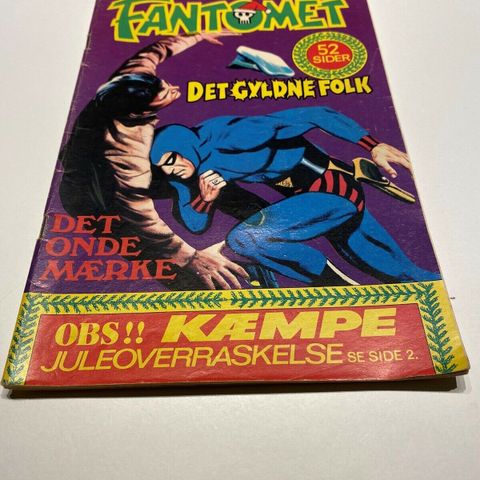 FANTOMET
52
SIDER
DET GYLDNE FOLK
DET
ONDE
MÆRKE
OBS!! KÆMPE
JULEOVERRASKELSE SE SIDE 2.